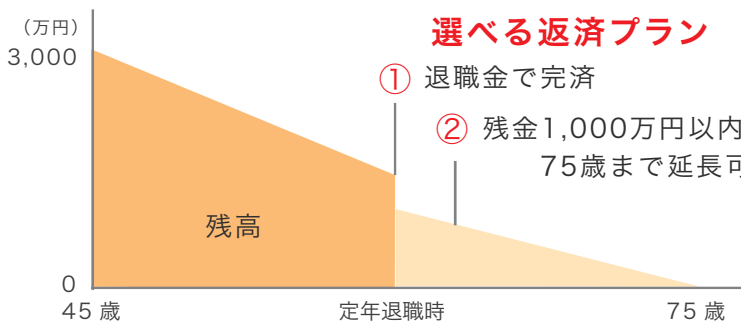 (万円)
選べる返済プラン
3,000
① 退職金で完済
② 残金1,000万円以内
75歳まで延長可
残高
0
45 歳
定年退職時
75 歳